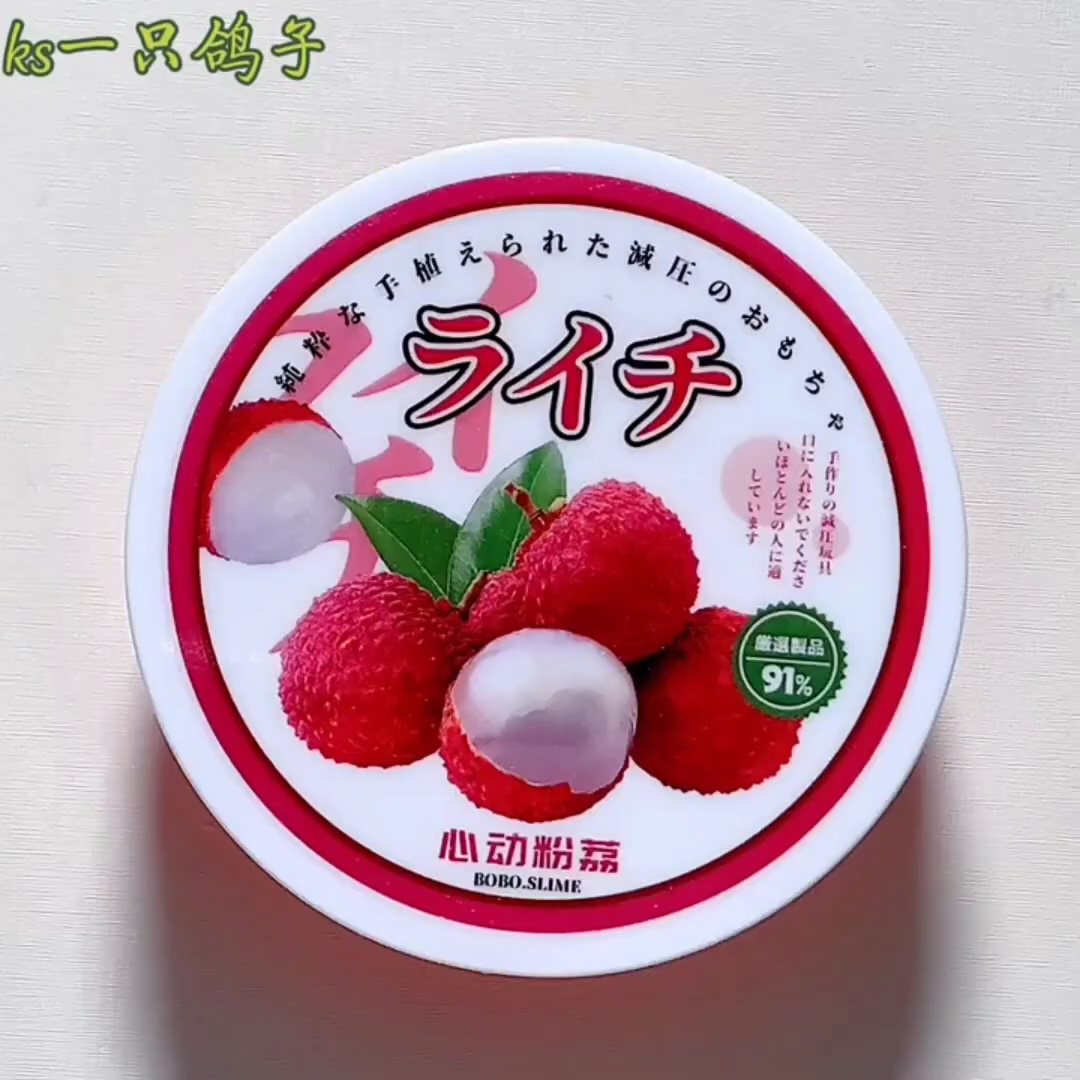 ks一只鸽子
純粋な手植えられた減圧のおもちた
ライチ
手作りの減圧玩具
口に入れないでくださ
いほとんどの人に適
しています
厳選製品
91%
心动粉荔
BOBO.SLIME